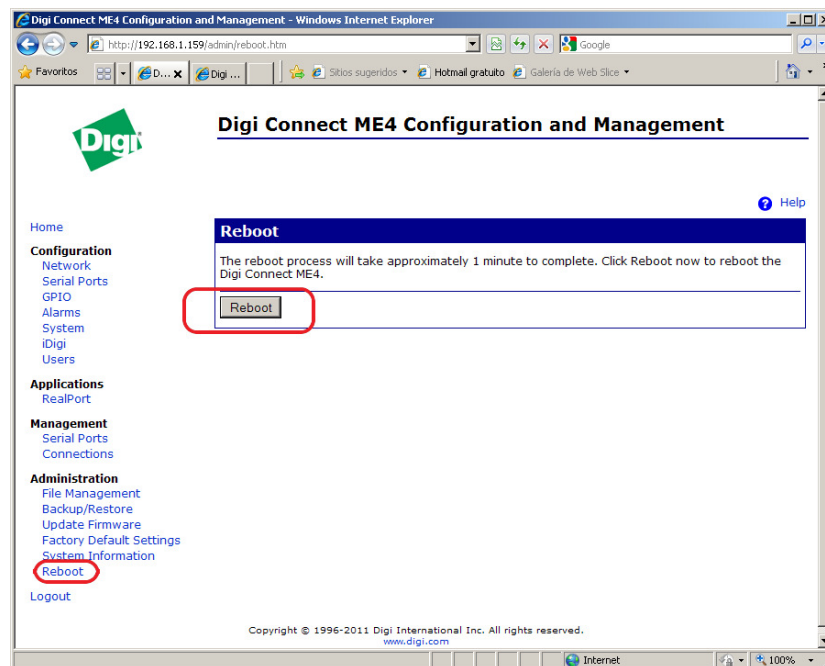 Digi Connect ME4 Configuration and Management - Windows Internet Explorer
http://192.168.1.159/admin/reboot.htm
Google
Favoritos
D... x
Digi ...
Sitios sugeridos
Hotmail gratuito
Galería de Web Slice
Digi
Digi Connect ME4 Configuration and Management
Help
Home
Configuration
Network
Serial Ports
GPIO
Alarms
System
iDigi
Users
Applications
RealPort
Management
Serial Ports
Connections
Administration
File Management
Backup/Restore
Update Firmware
Factory Default Settings
System Information
Reboot
Logout
Reboot
The reboot process will take approximately 1 minute to complete. Click Reboot now to reboot the
Digi Connect ME4.
Reboot
Copyright © 1996-2011 Digi International Inc. All rights reserved.
www.digi.com
Internet
100%